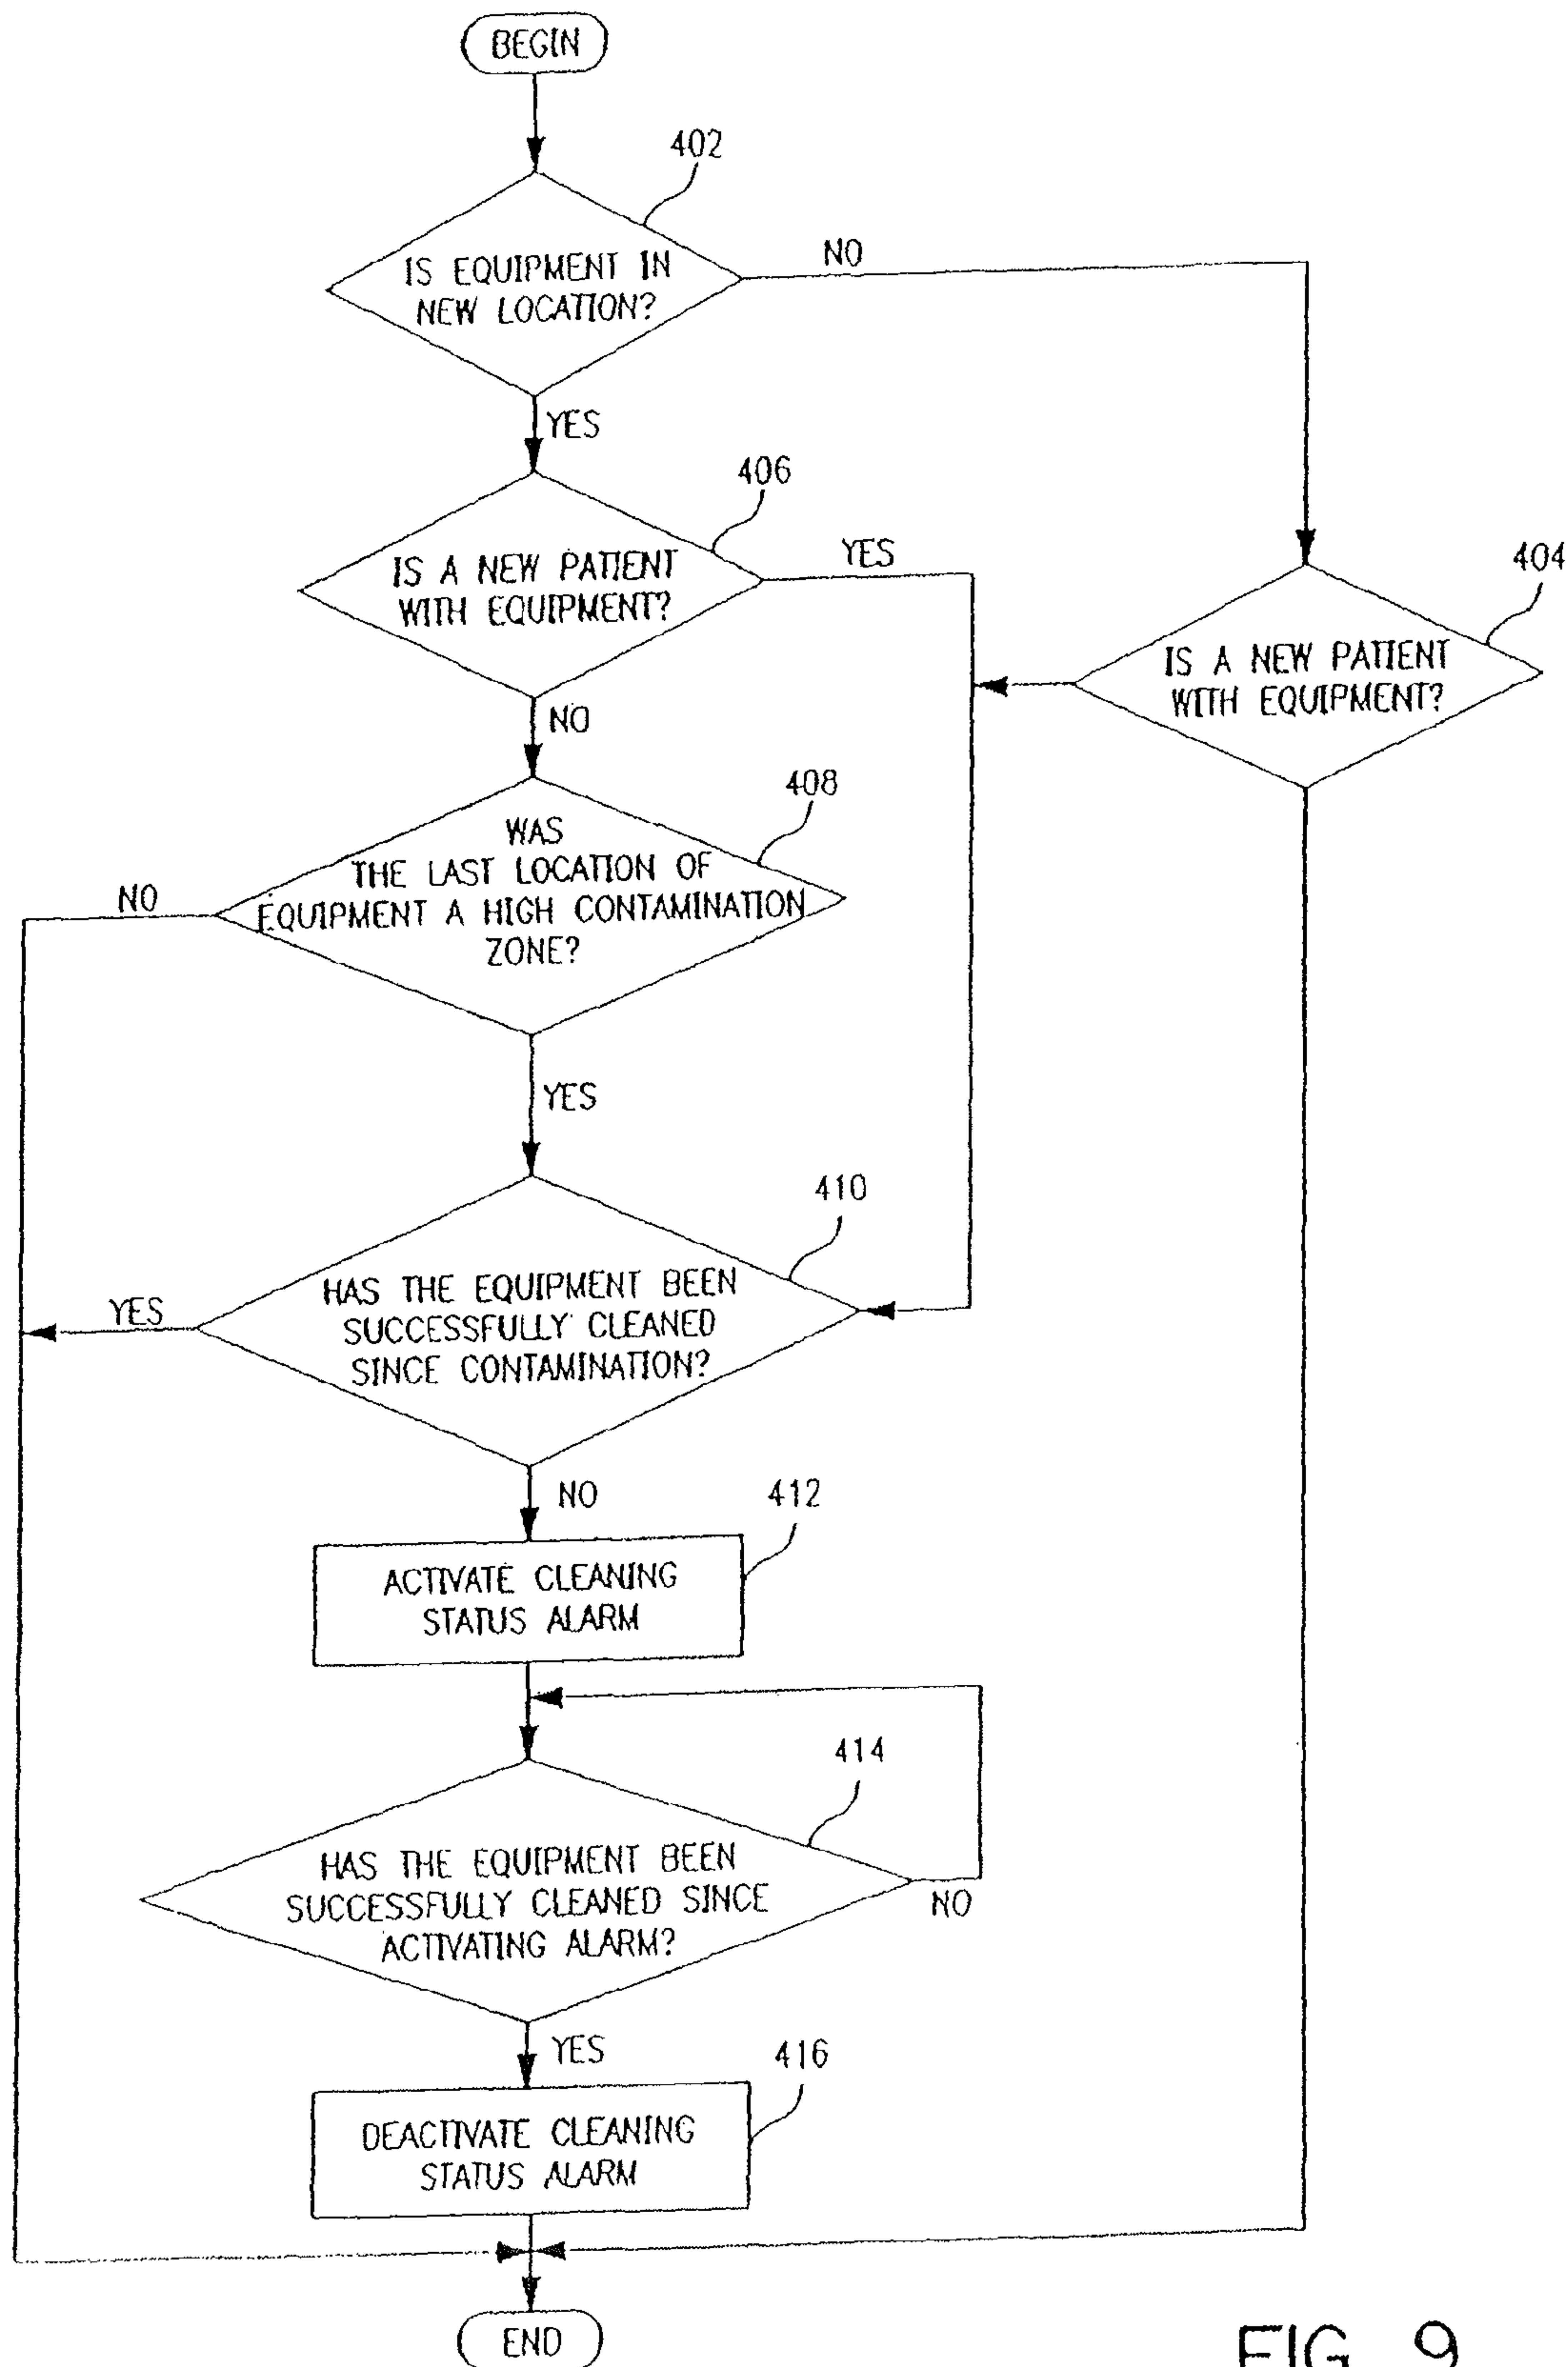 BEGIN
402
IS EQUIPMENT IN
NEW LOCATION?
NO
YES
406
IS A NEW PATIENT
WITH EQUIPMENT?
YES
404
IS A NEW PATIENT
WITH EQUIPMENT?
NO
408
WAS
THE LAST LOCATION OF
EQUIPMENT A HIGH CONTAMINATION
ZONE?
NO
YES
410
HAS THE EQUIPMENT BEEN
SUCCESSFULLY CLEANED
SINCE CONTAMINATION?
YES
NO
412
ACTIVATE CLEANING
STATUS ALARM
414
HAS THE EQUIPMENT BEEN
SUCCESSFULLY CLEANED SINCE
ACTIVATING ALARM?
NO
YES
416
DEACTIVATE CLEANING
STATUS ALARM
END
FIG. 9